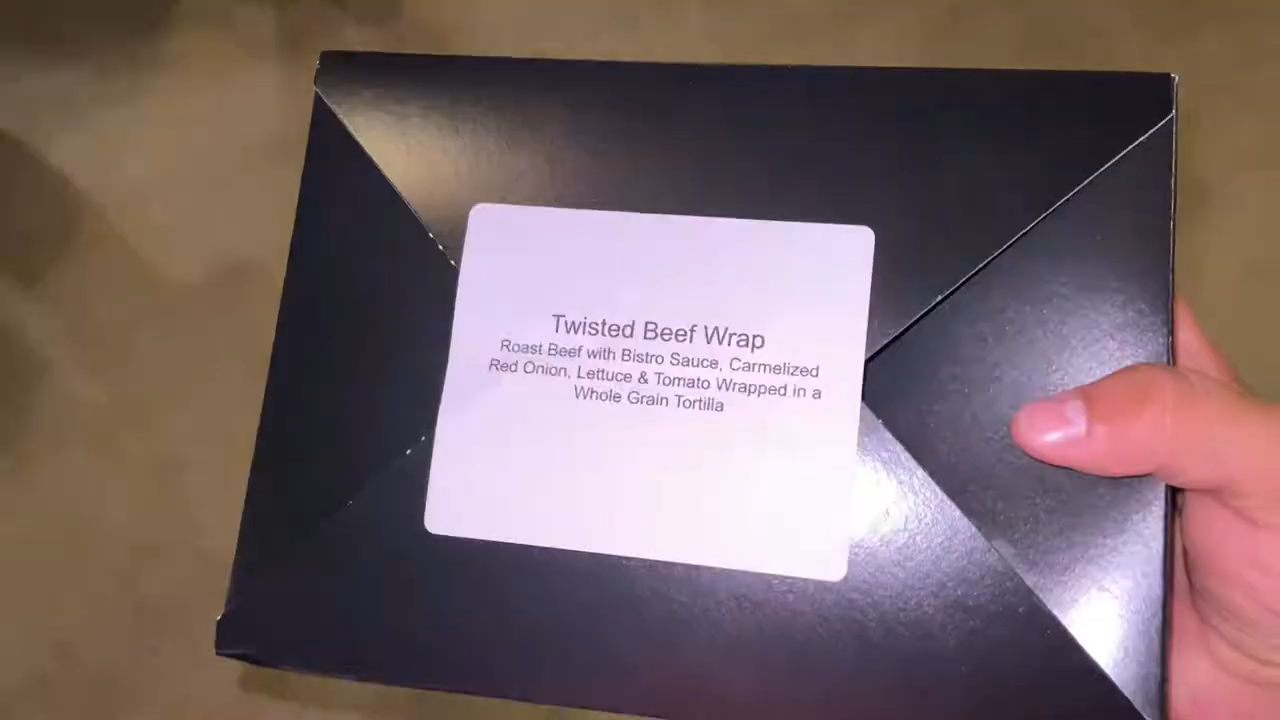 Twisted Beef Wrap
Roast Beef with Bistro Sauce, Carmelized
Red Onion, Lettuce & Tomato Wrapped in a
Whole Grain Tortilla